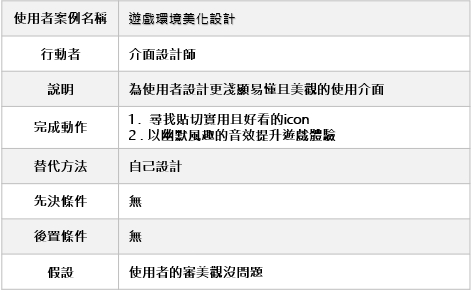 使用者案例名稱 遊戲環境美化設計
行動者 介面設計師
說明 為使用者設計更淺顯易懂且美觀的使用介面
完成動作 1. 尋找貼切實用且好看的icon
2.以幽默風趣的音效提升遊戲體驗
替代方法 自己設計
先決條件 無
後置條件 無
假設 使用者的審美觀沒問題